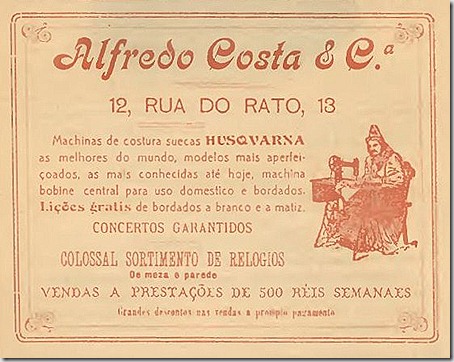 Alfredo Costa & C.ª
12, RUA DO RATO, 13
Machinas de costura suecas HUSQVARNA
as melhores do mundo, modelos mais aperfei-
çoados, as mais conhecidas até hoje, machina
bobine central para uso domestico e bordados.
Lições gratis de bordados a branco e a matiz.
CONCERTOS GARANTIDOS
COLOSSAL SORTIMENTO DE RELOGIOS
De meza e parede
VENDAS A PRESTAÇÕES DE 500 RÉIS SEMANAES
Grandes descontos nas vendas a prompto pagamento